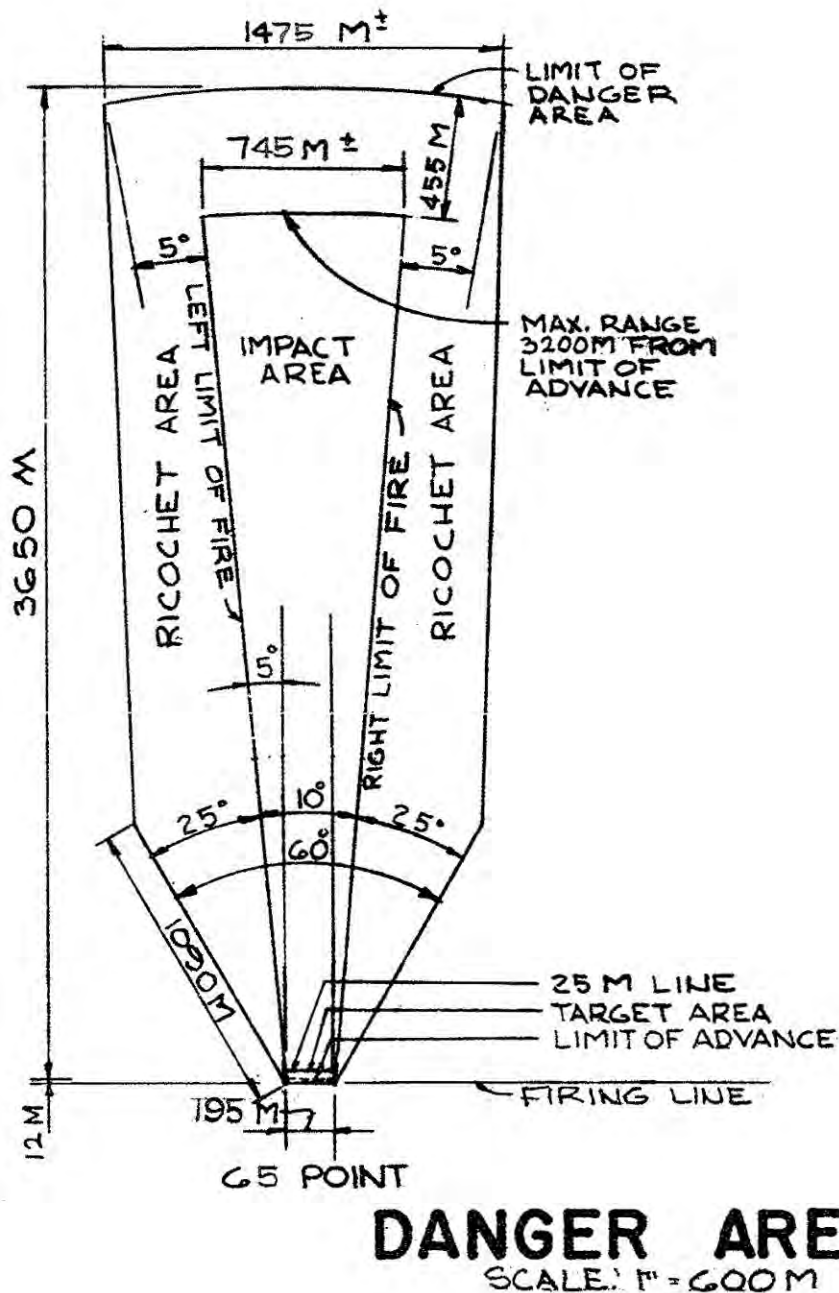 1475 M±
LIMIT OF
DANGER
AREA
745 M±
455 M
5°
5°
LEFT LIMIT OF FIRE
IMPACT
AREA
MAX. RANGE
3200M FROM
LIMIT OF
ADVANCE
RICOCHET AREA
RIGHT LIMIT OF FIRE
RICOCHET AREA
3650 M
5°
25°
10°
25°
60°
1090M
25 M LINE
TARGET AREA
LIMIT OF ADVANCE
FIRING LINE
12 M
195 M
65 POINT
DANGER ARE
SCALE: 1" = 600M